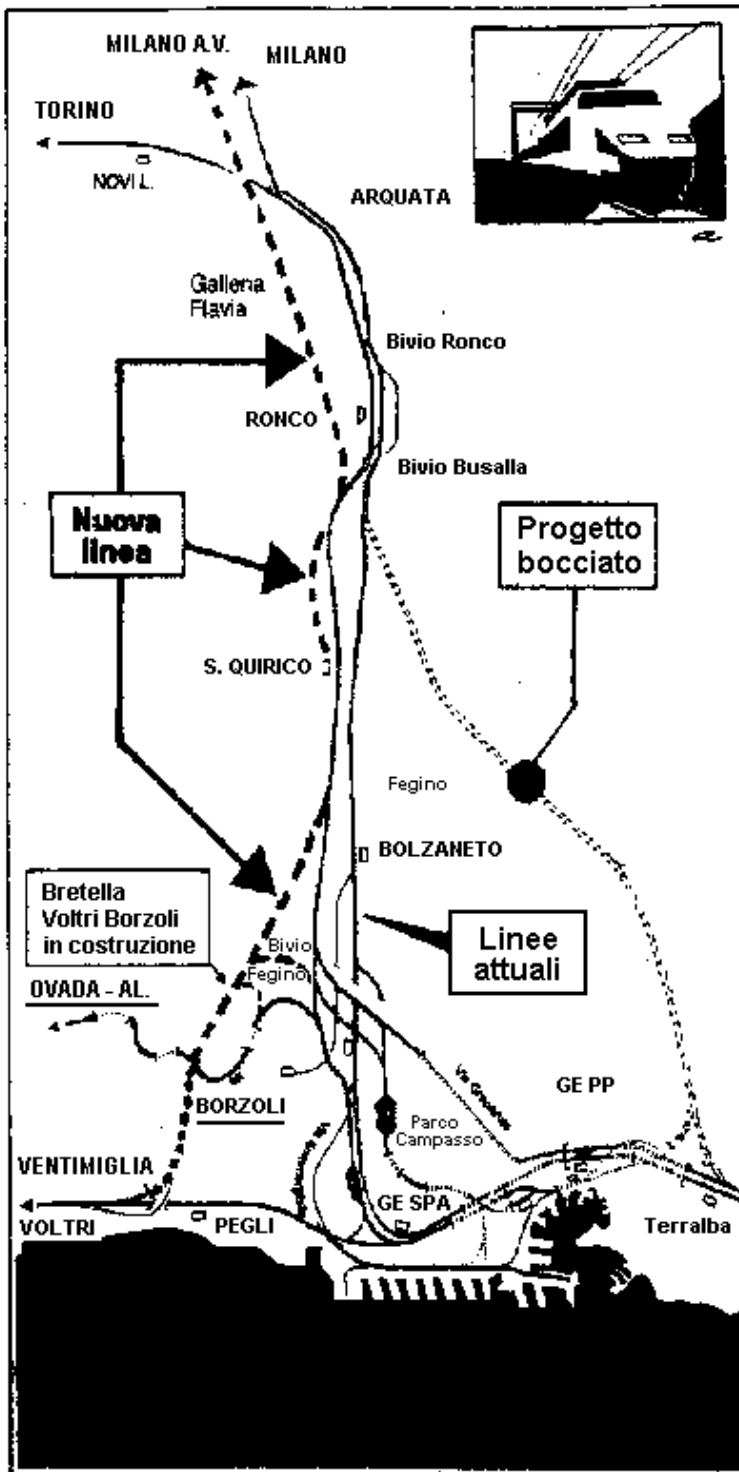 MILANO A.V.
MILANO
TORINO
NOVI L.
ARQUATA
Gallena
Flavia
Bivio Ronco
RONCO
Bivio Busalla
Nuova
linea
Progetto
bocciato
S. QUIRICO
Fegino
BOLZANETO
Bretella
Voltri Borzoli
in costruzione
Bivio
Fegino
Linee
attuali
OVADA - AL.
BORZOLI
GE PP
Parco
Campasso
VENTIMIGLIA
VOLTRI
PEGLI
GE SPA
Terralba